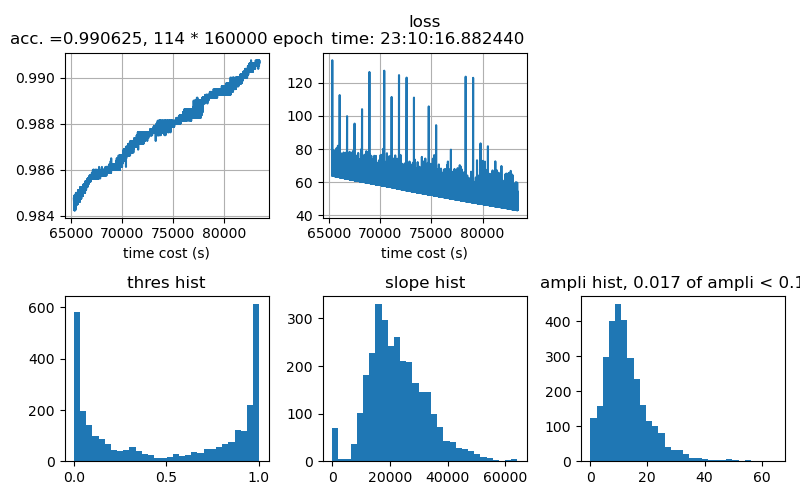 loss
acc. =0.990625, 114 * 160000 epoch time: 23:10:16.882440
0.990
0.988
0.986
0.984
65000 70000 75000 80000
time cost (s)
120
100
80
60
40
65000 70000 75000 80000
time cost (s)
thres hist
600
400
200
0
0.0 0.5 1.0
slope hist
300
200
100
0
0 20000 40000 60000
ampli hist, 0.017 of ampli < 0.1
400
300
200
100
0
0 20 40 60